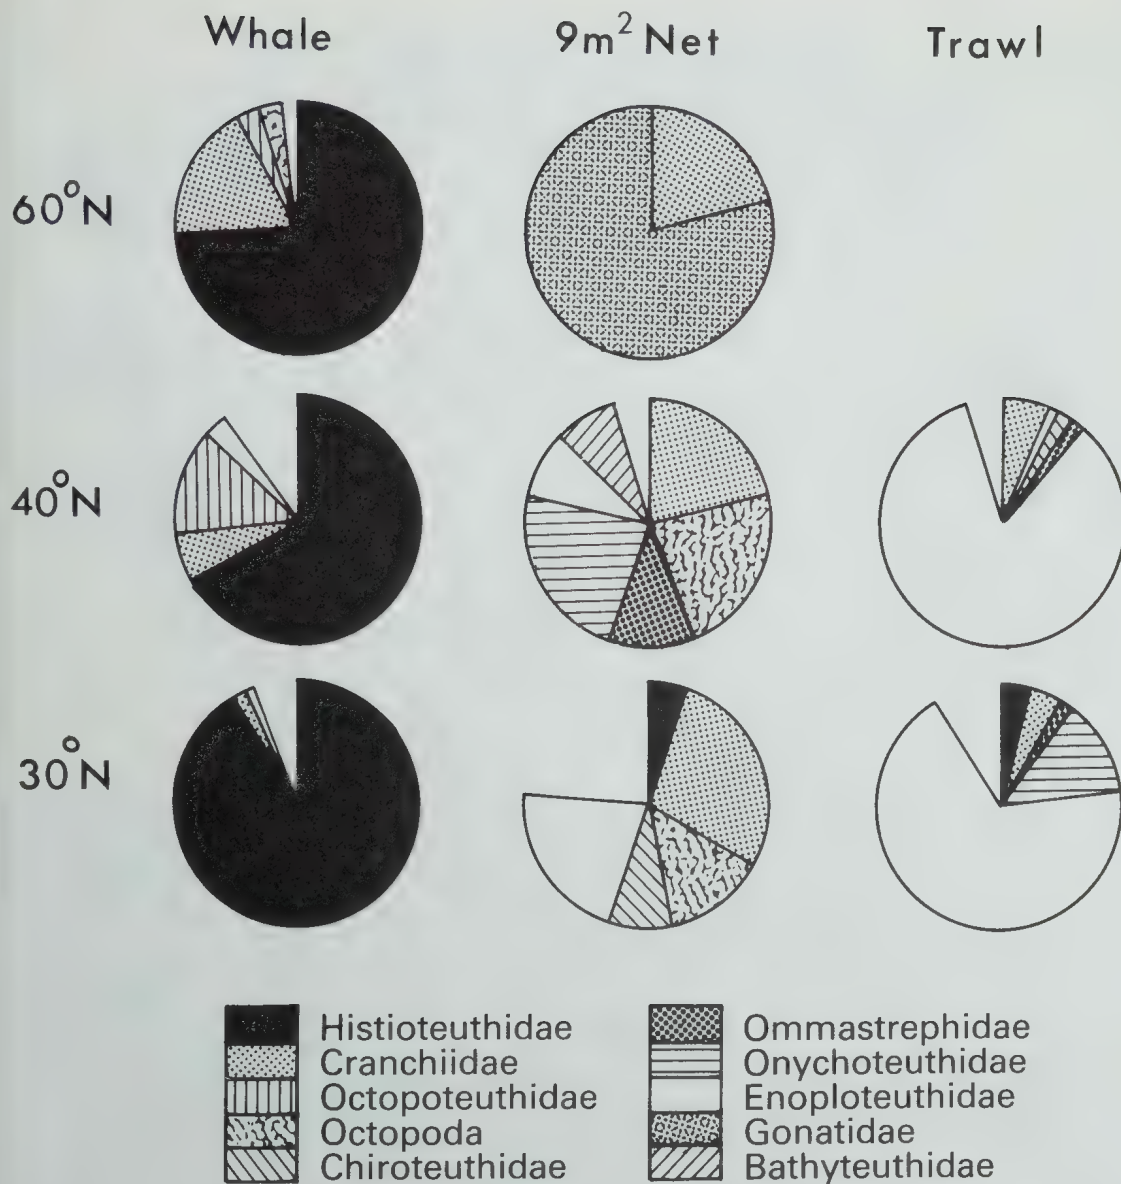 Whale 9m² Net Trawl
60°N
40°N
30°N
Histioteuthidae Ommastrephidae
Cranchiidae Onychoteuthidae
Octopoteuthidae Enoploteuthidae
Octopoda Gonatidae
Chiroteuthidae Bathyteuthidae